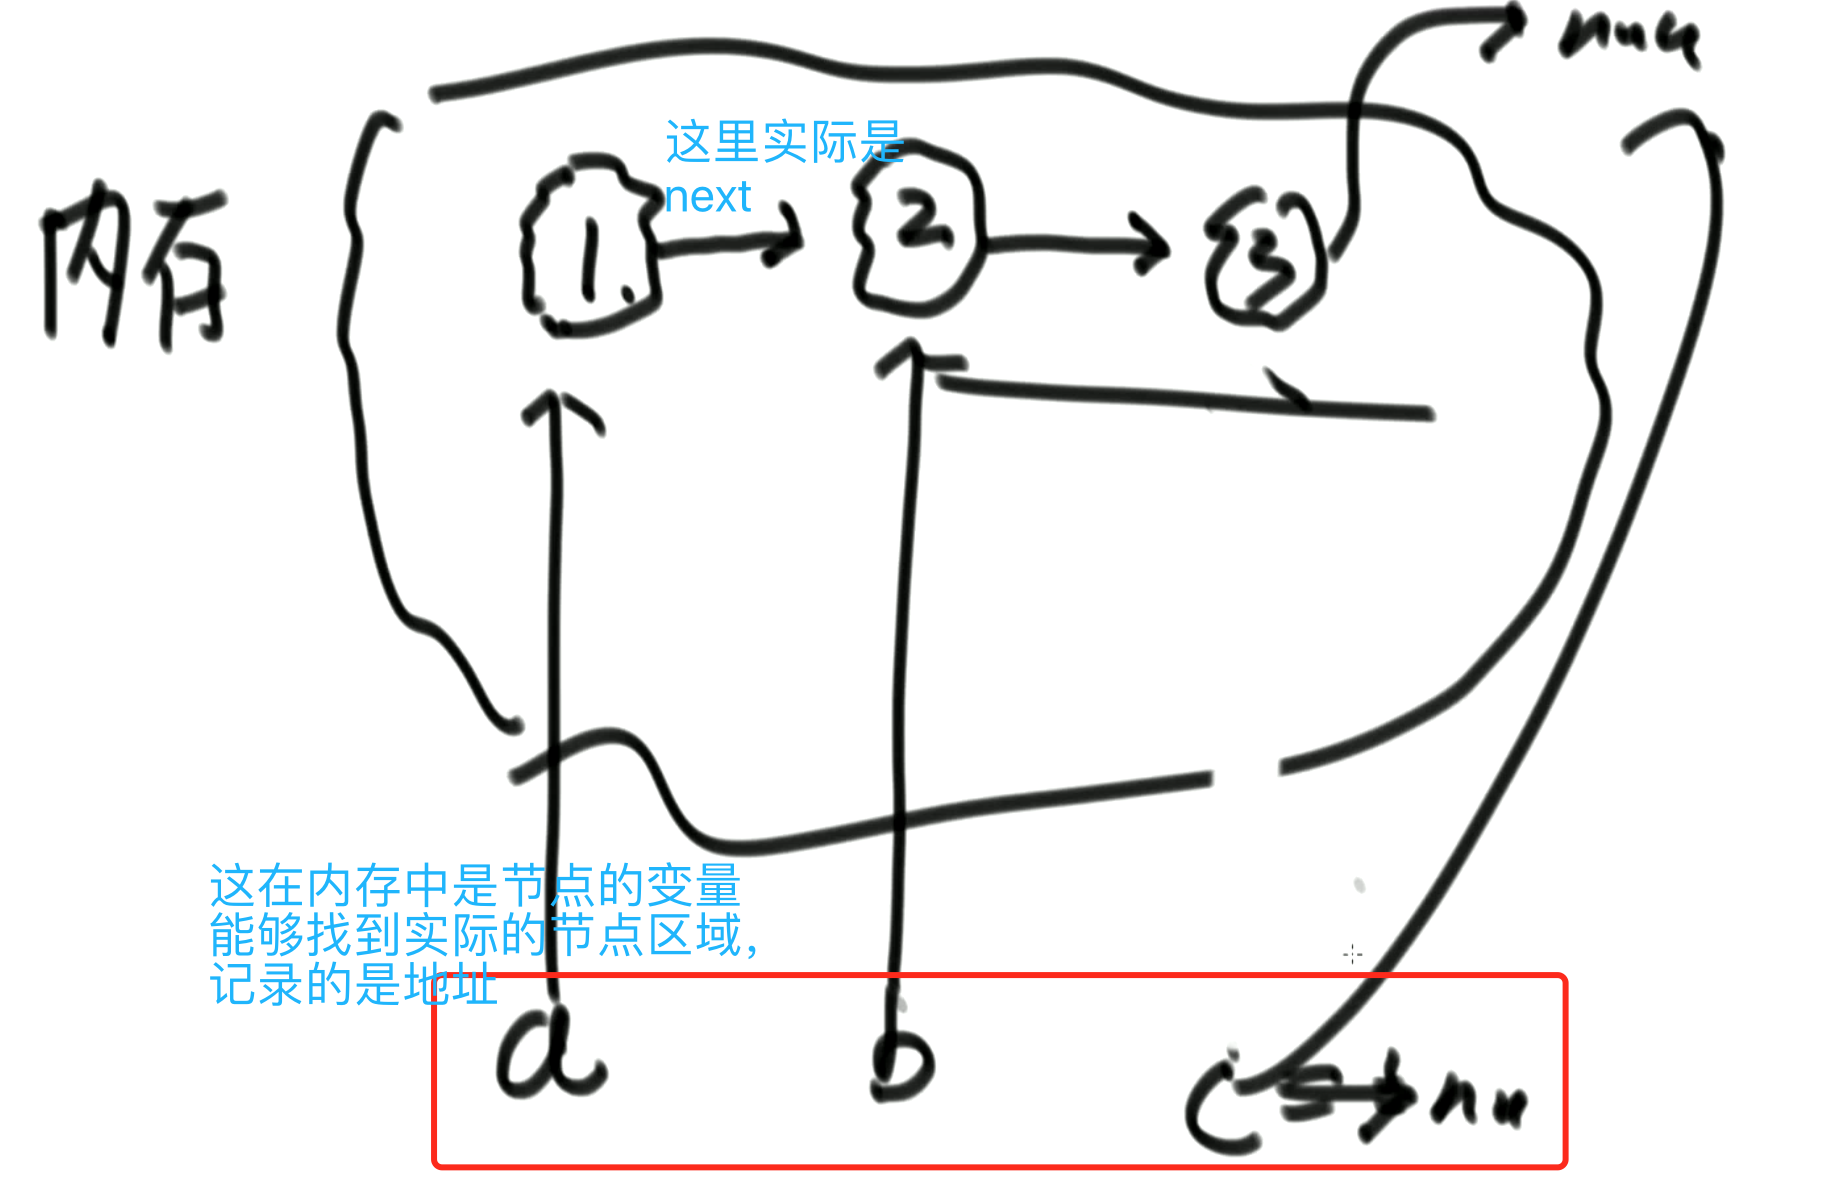 内存
这里实际是
next
1.
2
3
这在内存中是节点的变量
能够找到实际的节点区域，
记录的是地址
a
b
c